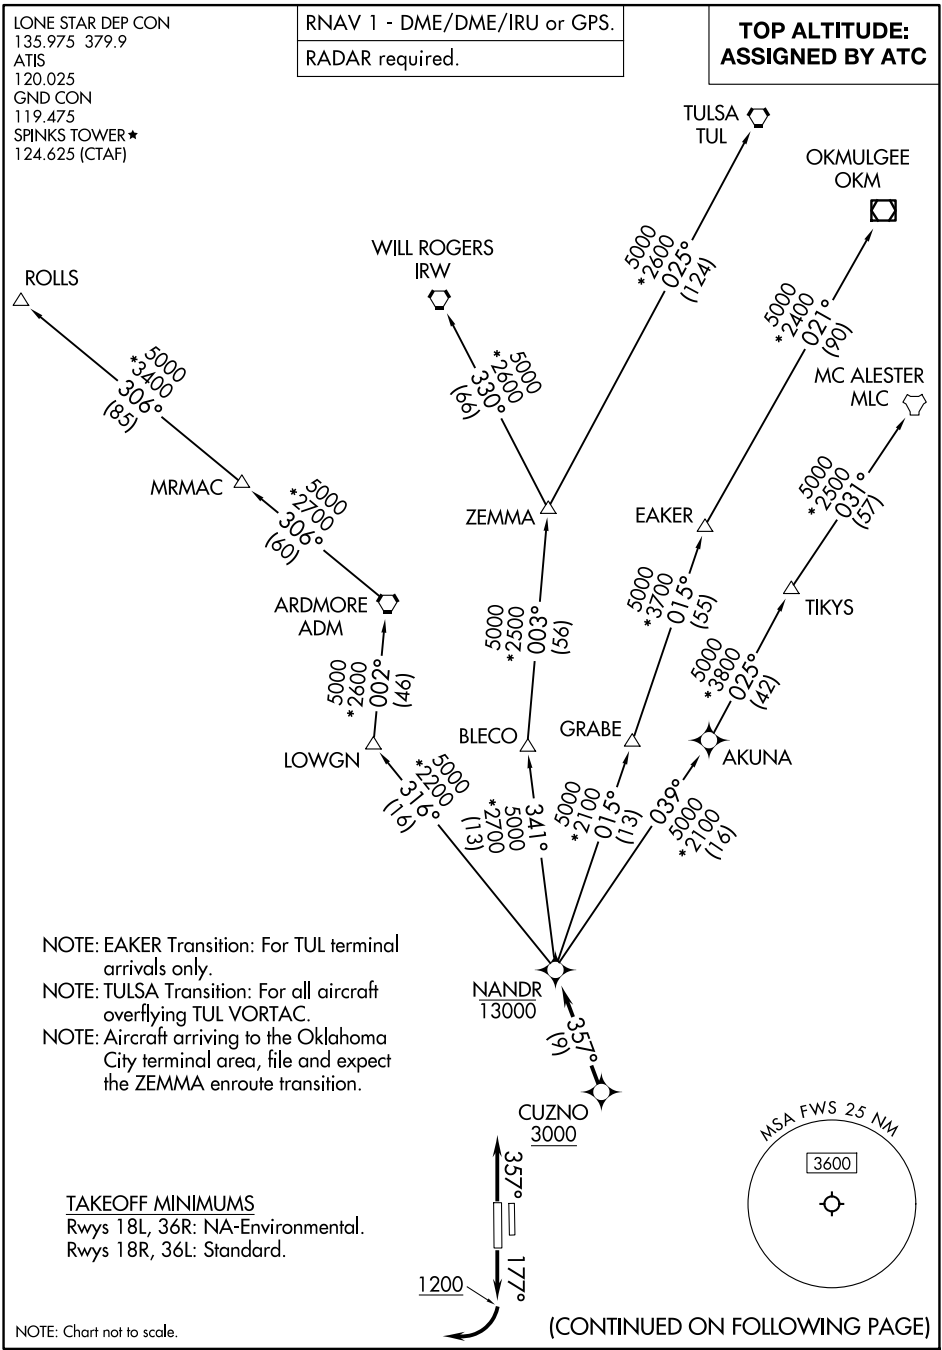 LONE STAR DEP CON
135.975 379.9
ATIS
120.025
GND CON
119.475
SPINKS TOWER★
124.625 (CTAF)
RNAV 1 - DME/DME/IRU or GPS.
RADAR required.
TOP ALTITUDE:
ASSIGNED BY ATC
TULSA
TUL
OKMULGEE
OKM
WILL ROGERS
IRW
ROLLS
5000
*2600
025°
(124)
5000
*2400
021°
(90)
5000
*3400
306°
(85)
5000
*2600
330°
(66)
MC ALESTER
MLC
MRMAC
5000
*2700
306°
(60)
ZEMMA
EAKER
5000
*2500
031°
(57)
ARDMORE
ADM
TIKYS
5000
*2600
002°
(46)
5000
*2500
003°
(56)
5000
*3700
015°
(55)
5000
*3800
025°
(42)
LOWGN
BLECO
GRABE
AKUNA
5000
*2200
316°
(16)
341°
5000
*2700
(13)
5000
*2100
015°
(13)
039°
5000
*2100
(16)
NOTE: EAKER Transition: For TUL terminal
arrivals only.
NOTE: TULSA Transition: For all aircraft
overflying TUL VORTAC.
NOTE: Aircraft arriving to the Oklahoma
City terminal area, file and expect
the ZEMMA enroute transition.
NANDR
13000
357°
(9)
CUZNO
3000
MSA FWS 25 NM
3600
357°
177°
1200
TAKEOFF MINIMUMS
Rwys 18L, 36R: NA-Environmental.
Rwys 18R, 36L: Standard.
NOTE: Chart not to scale.
(CONTINUED ON FOLLOWING PAGE)